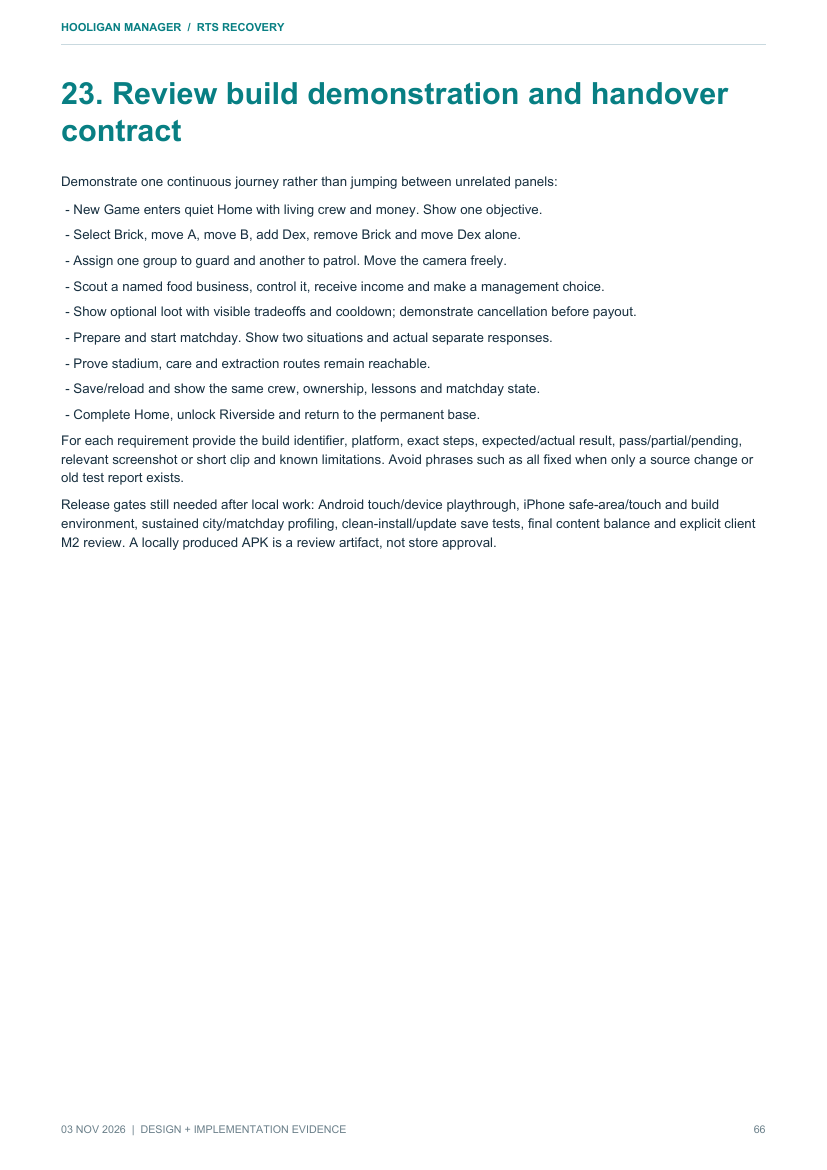 HOOLIGAN MANAGER / RTS RECOVERY
23. Review build demonstration and handover
contract
Demonstrate one continuous journey rather than jumping between unrelated panels:
- New Game enters quiet Home with living crew and money. Show one objective.
- Select Brick, move A, move B, add Dex, remove Brick and move Dex alone.
- Assign one group to guard and another to patrol. Move the camera freely.
- Scout a named food business, control it, receive income and make a management choice.
- Show optional loot with visible tradeoffs and cooldown; demonstrate cancellation before payout.
- Prepare and start matchday. Show two situations and actual separate responses.
- Prove stadium, care and extraction routes remain reachable.
- Save/reload and show the same crew, ownership, lessons and matchday state.
- Complete Home, unlock Riverside and return to the permanent base.
For each requirement provide the build identifier, platform, exact steps, expected/actual result, pass/partial/pending,
relevant screenshot or short clip and known limitations. Avoid phrases such as all fixed when only a source change or
old test report exists.
Release gates still needed after local work: Android touch/device playthrough, iPhone safe-area/touch and build
environment, sustained city/matchday profiling, clean-install/update save tests, final content balance and explicit client
M2 review. A locally produced APK is a review artifact, not store approval.
03 NOV 2026 | DESIGN + IMPLEMENTATION EVIDENCE
66